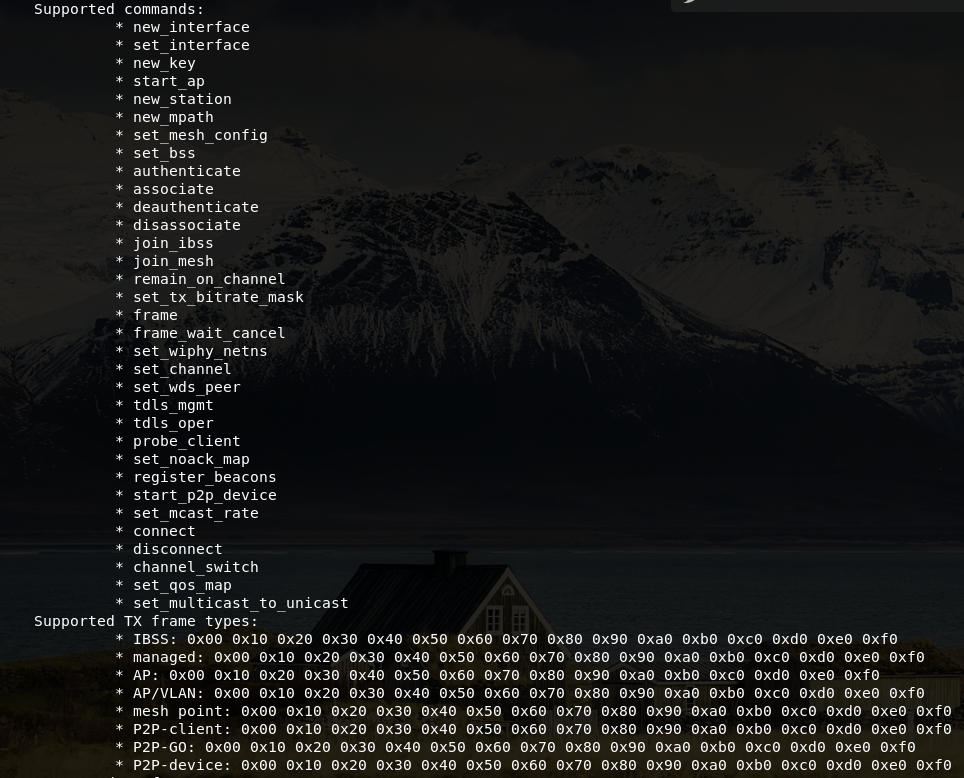 Supported commands:
* new_interface
* set_interface
* new_key
* start_ap
* new_station
* new_mpath
* set_mesh_config
* set_bss
* authenticate
* associate
* deauthenticate
* disassociate
* join_ibss
* join_mesh
* remain_on_channel
* set_tx_bitrate_mask
* frame
* frame_wait_cancel
* set_wiphy_netns
* set_channel
* set_wds_peer
* tdls_mgmt
* tdls_oper
* probe_client
* set_noack_map
* register_beacons
* start_p2p_device
* set_mcast_rate
* connect
* disconnect
* channel_switch
* set_qos_map
* set_multicast_to_unicast
Supported TX frame types:
* IBSS: 0x00 0x10 0x20 0x30 0x40 0x50 0x60 0x70 0x80 0x90 0xa0 0xb0 0xc0 0xd0 0xe0 0xf0
* managed: 0x00 0x10 0x20 0x30 0x40 0x50 0x60 0x70 0x80 0x90 0xa0 0xb0 0xc0 0xd0 0xe0 0xf0
* AP: 0x00 0x10 0x20 0x30 0x40 0x50 0x60 0x70 0x80 0x90 0xa0 0xb0 0xc0 0xd0 0xe0 0xf0
* AP/VLAN: 0x00 0x10 0x20 0x30 0x40 0x50 0x60 0x70 0x80 0x90 0xa0 0xb0 0xc0 0xd0 0xe0 0xf0
* mesh point: 0x00 0x10 0x20 0x30 0x40 0x50 0x60 0x70 0x80 0x90 0xa0 0xb0 0xc0 0xd0 0xe0 0xf0
* P2P-client: 0x00 0x10 0x20 0x30 0x40 0x50 0x60 0x70 0x80 0x90 0xa0 0xb0 0xc0 0xd0 0xe0 0xf0
* P2P-GO: 0x00 0x10 0x20 0x30 0x40 0x50 0x60 0x70 0x80 0x90 0xa0 0xb0 0xc0 0xd0 0xe0 0xf0
* P2P-device: 0x00 0x10 0x20 0x30 0x40 0x50 0x60 0x70 0x80 0x90 0xa0 0xb0 0xc0 0xd0 0xe0 0xf0